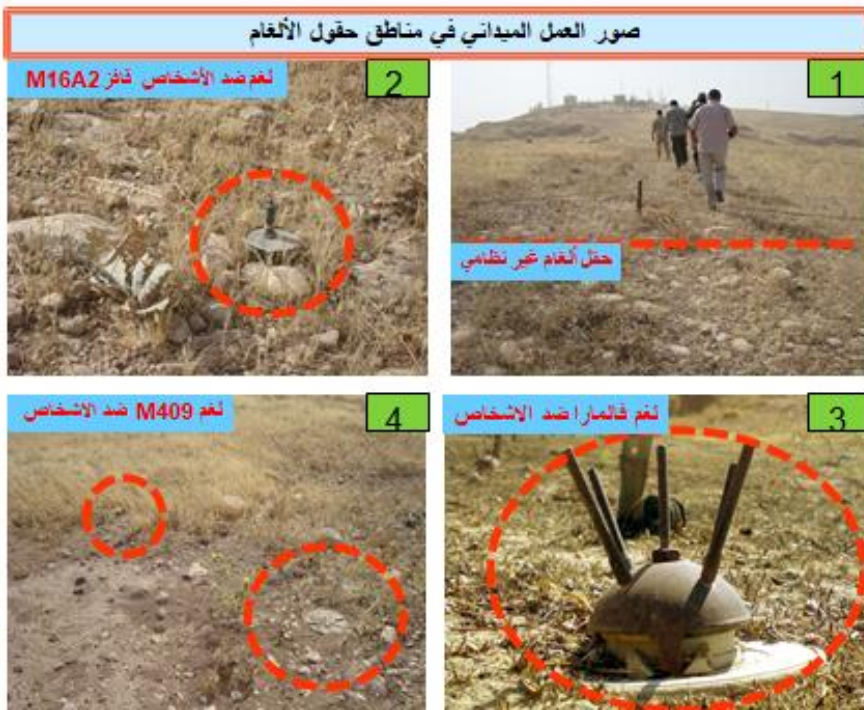 صور العمل الميداني في مناطق حقول الألغام
1
حقل ألغام غير نظامي
2
لغم ضد الأشخاص قافز M16A2
3
لغم فالمارا ضد الاشخاص
4
لغم M409 ضد الاشخاص